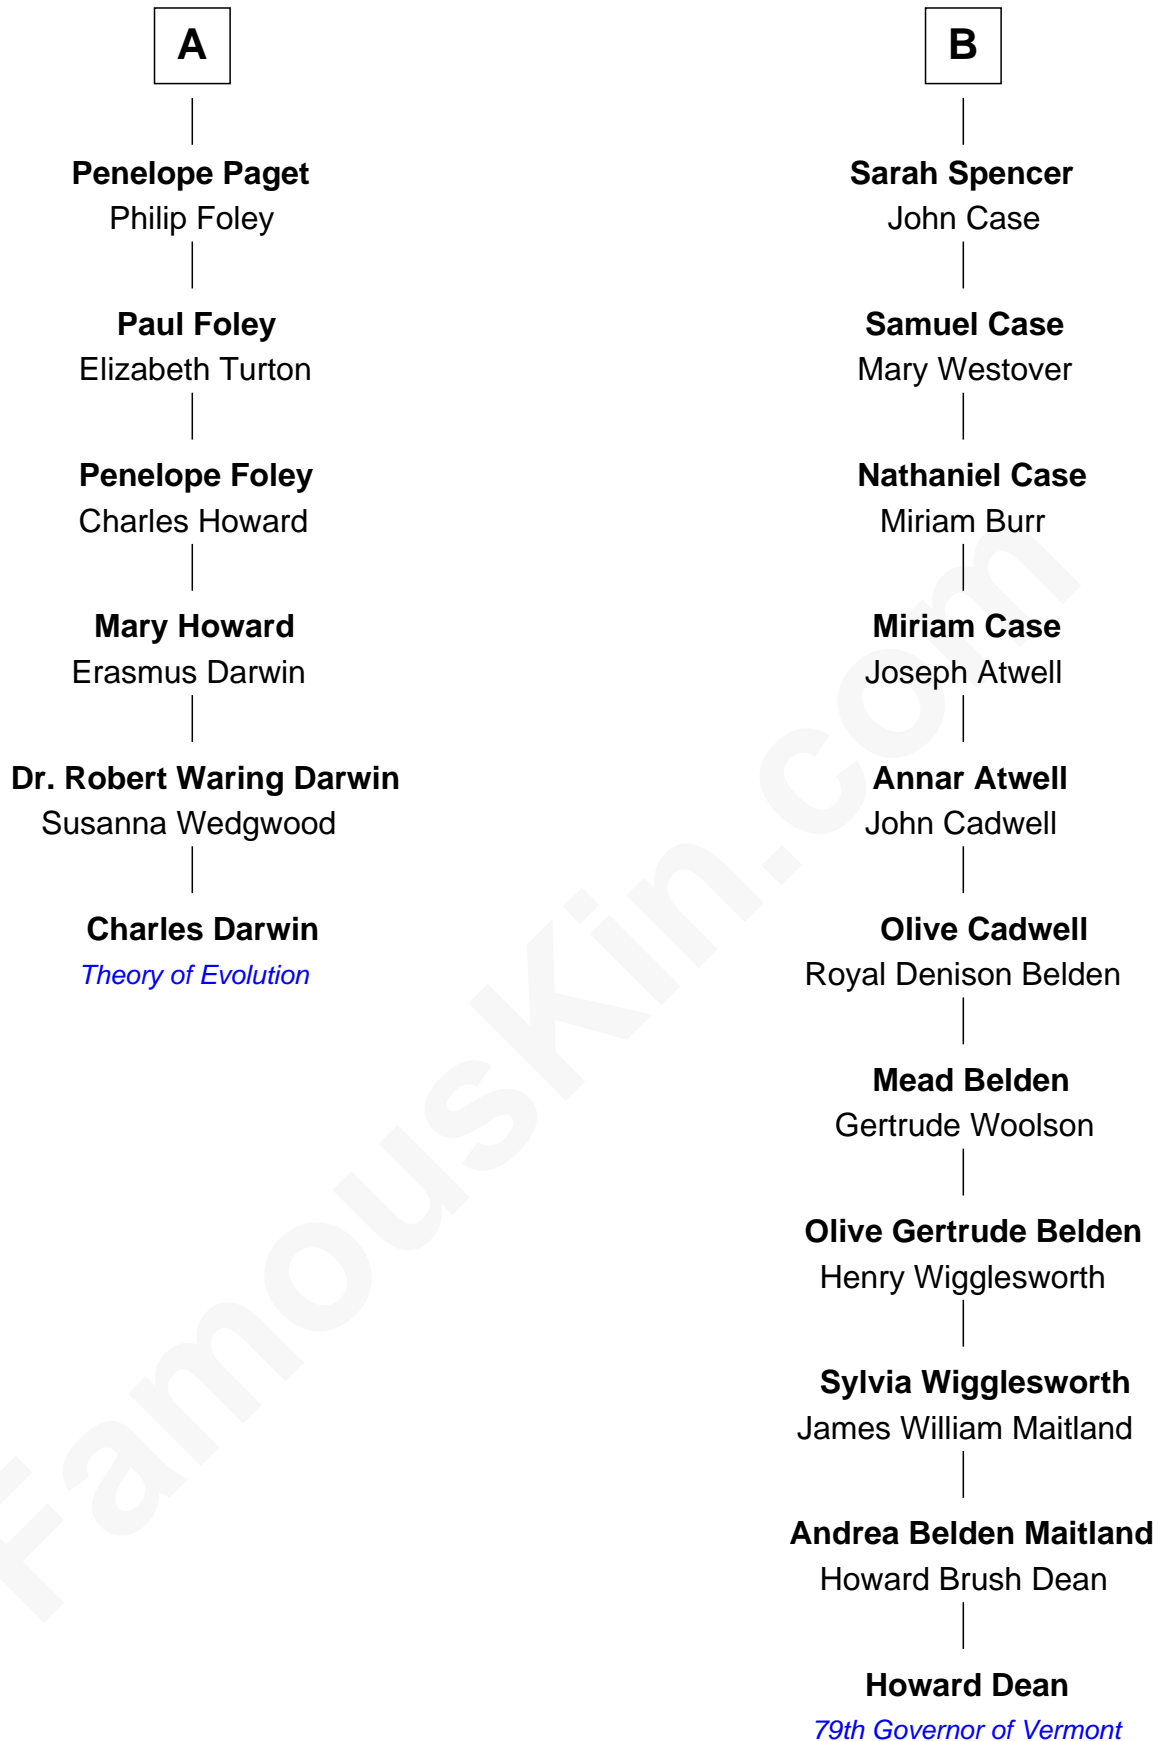 A
Penelope Paget
Philip Foley
Paul Foley
Elizabeth Turton
Penelope Foley
Charles Howard
Mary Howard
Erasmus Darwin
Dr. Robert Waring Darwin
Susanna Wedgwood
Charles Darwin
Theory of Evolution
B
Sarah Spencer
John Case
Samuel Case
Mary Westover
Nathaniel Case
Miriam Burr
Miriam Case
Joseph Atwell
Annar Atwell
John Cadwell
Olive Cadwell
Royal Denison Belden
Mead Belden
Gertrude Woolson
Olive Gertrude Belden
Henry Wigglesworth
Sylvia Wigglesworth
James William Maitland
Andrea Belden Maitland
Howard Brush Dean
Howard Dean
79th Governor of Vermont
FamousKin.com